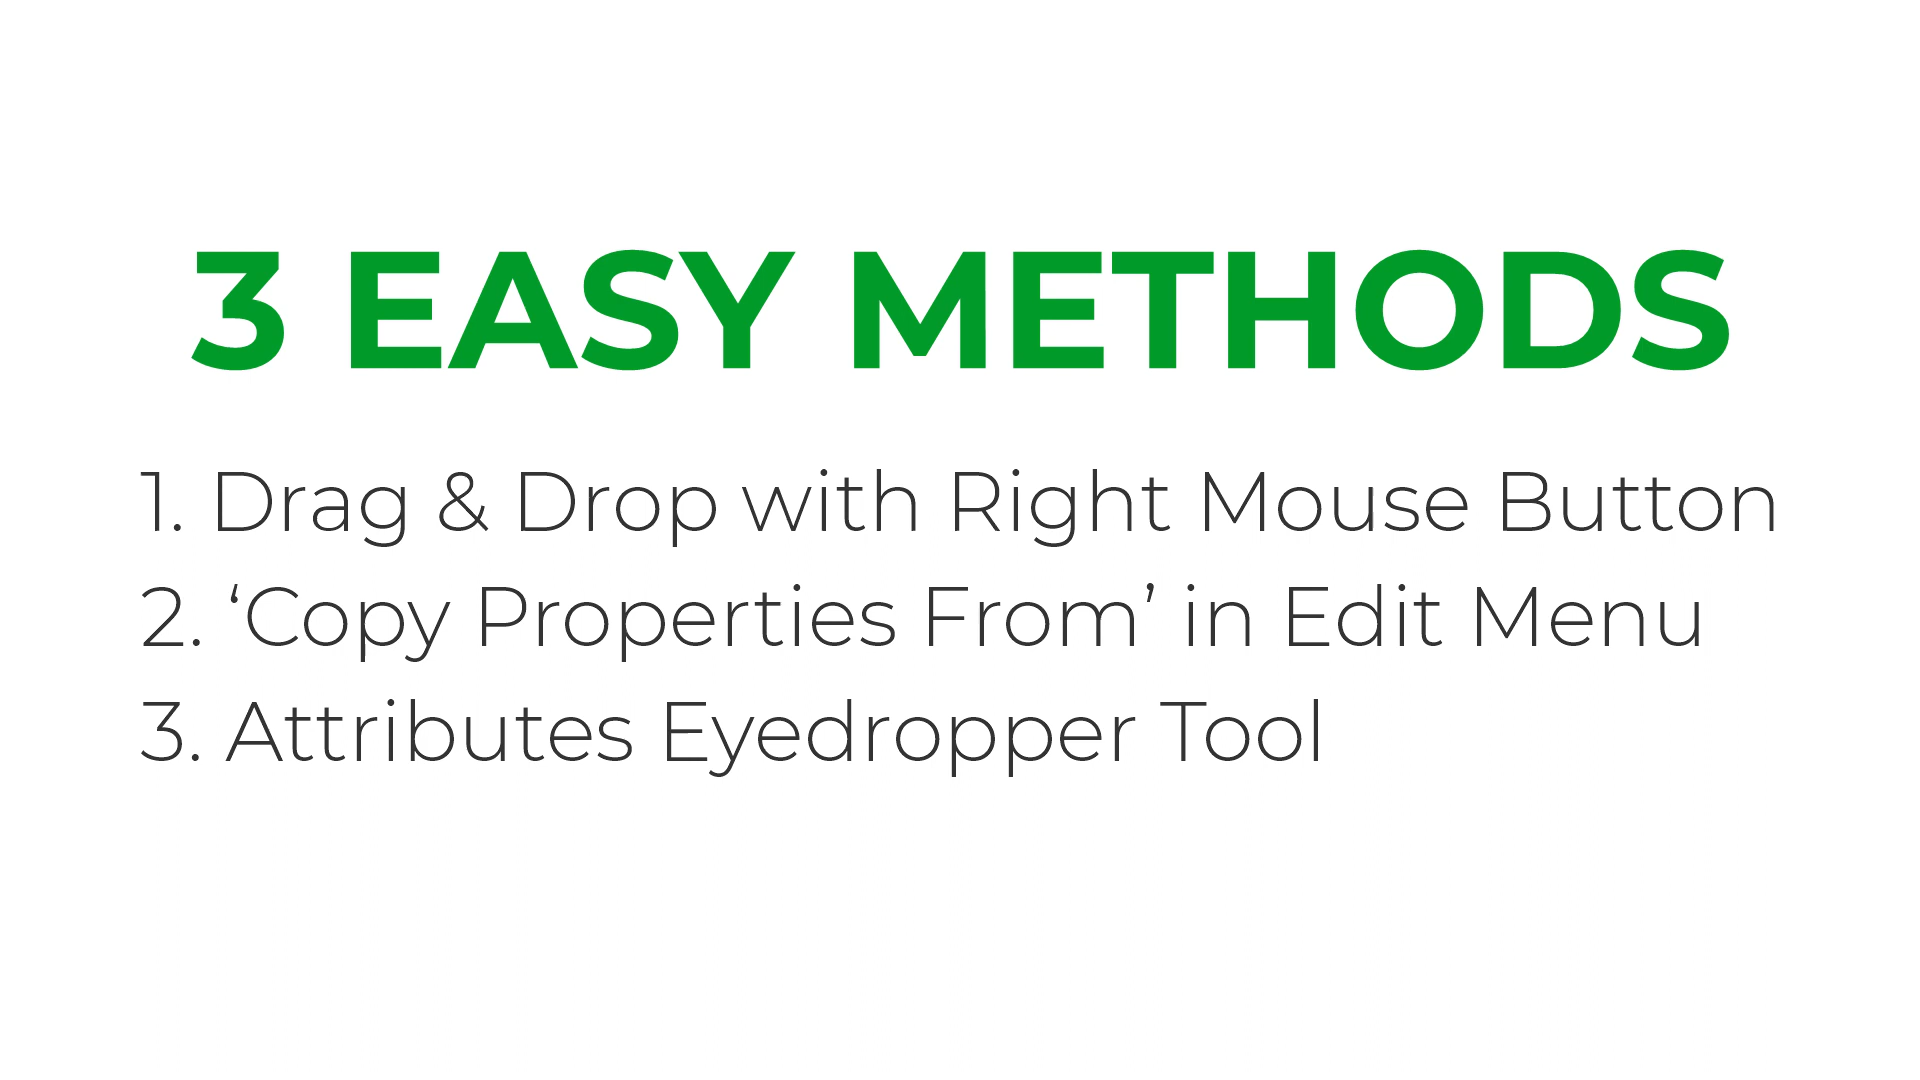 3 EASY METHODS
1. Drag & Drop with Right Mouse Button
2. ‘Copy Properties From’ in Edit Menu
3. Attributes Eyedropper Tool